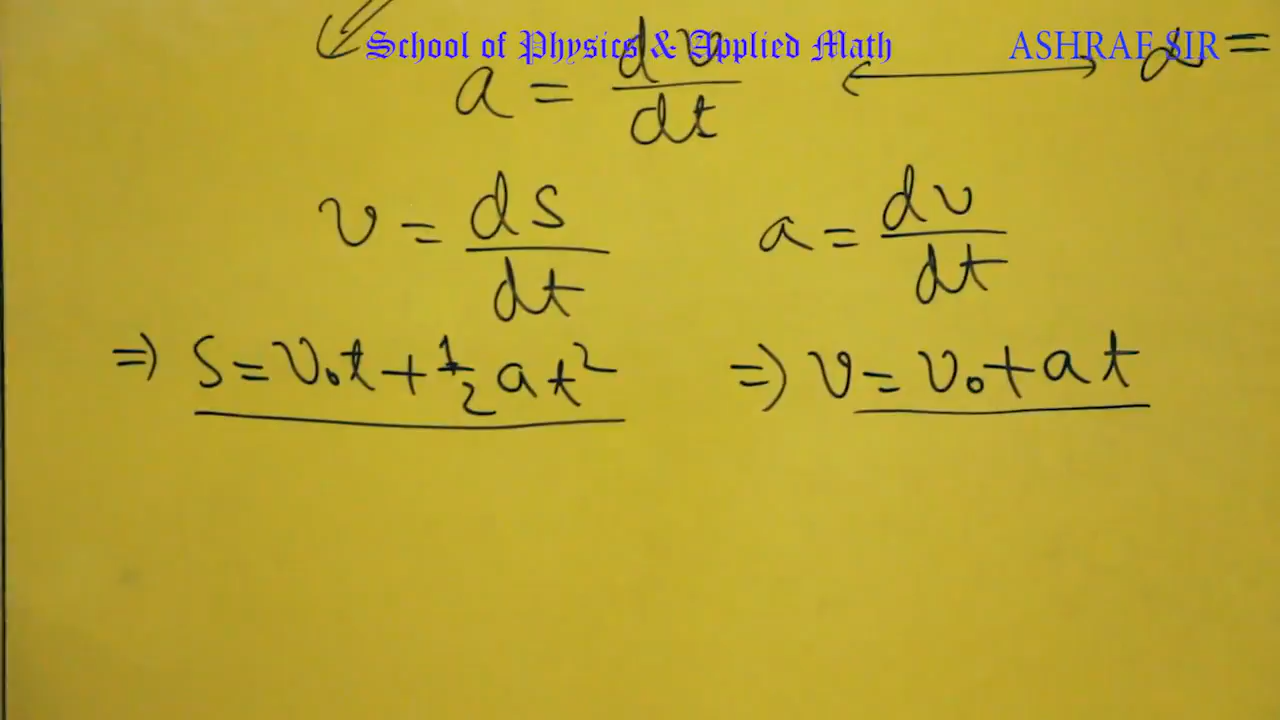 School of Physics & Applied Math ASHRAF SIR
a = dv/dt ⟷ α =
v = ds/dt a = dv/dt
⇒ s = v₀t + ½at² ⇒ v = v₀ + at